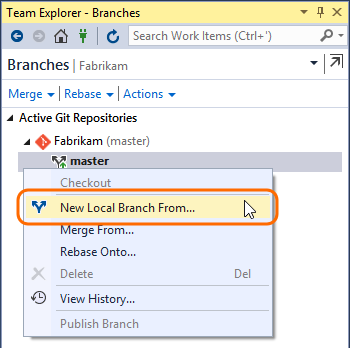 Team Explorer - Branches
Search Work Items (Ctrl+')
Branches | Fabrikam
Merge | Rebase | Actions
Active Git Repositories
Fabrikam (master)
master
Checkout
New Local Branch From...
Merge From...
Rebase Onto...
Delete Del
View History...
Publish Branch